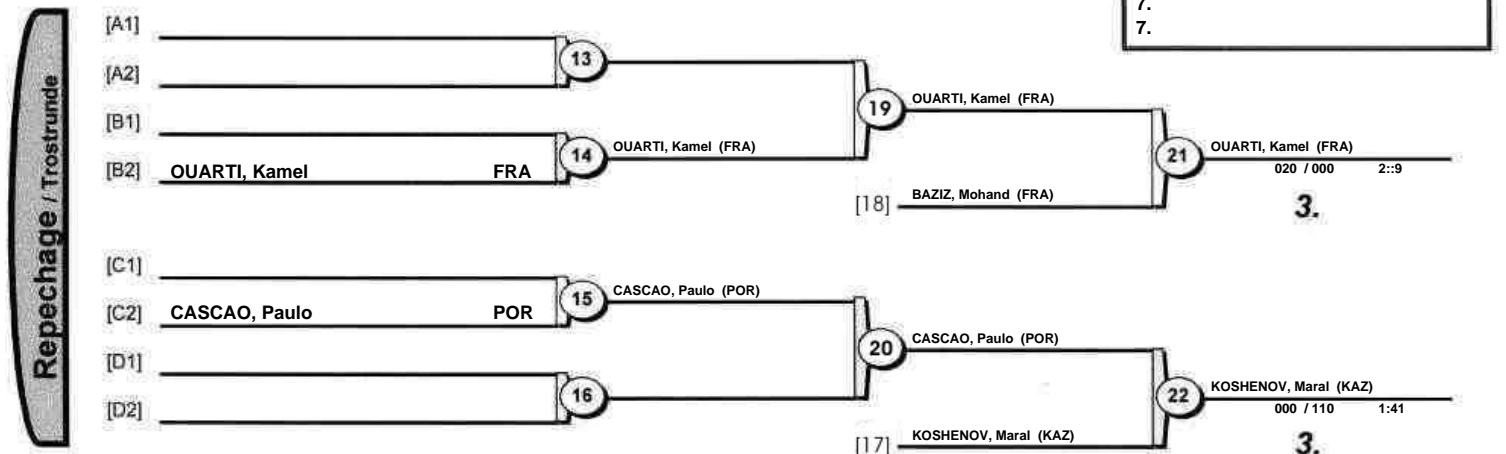 7.
7.
Repechage / Trostrunde
[A1]
13
[A2]
19
OUARTI, Kamel (FRA)
[B1]
14
OUARTI, Kamel (FRA)
21
OUARTI, Kamel (FRA)
[B2] OUARTI, Kamel FRA
020 / 000 2::9
[18] BAZIZ, Mohand (FRA)
3.
[C1]
15
CASCAO, Paulo (POR)
[C2] CASCAO, Paulo POR
20
CASCAO, Paulo (POR)
[D1]
16
22
KOSHENOV, Maral (KAZ)
[D2]
000 / 110 1:41
[17] KOSHENOV, Maral (KAZ)
3.